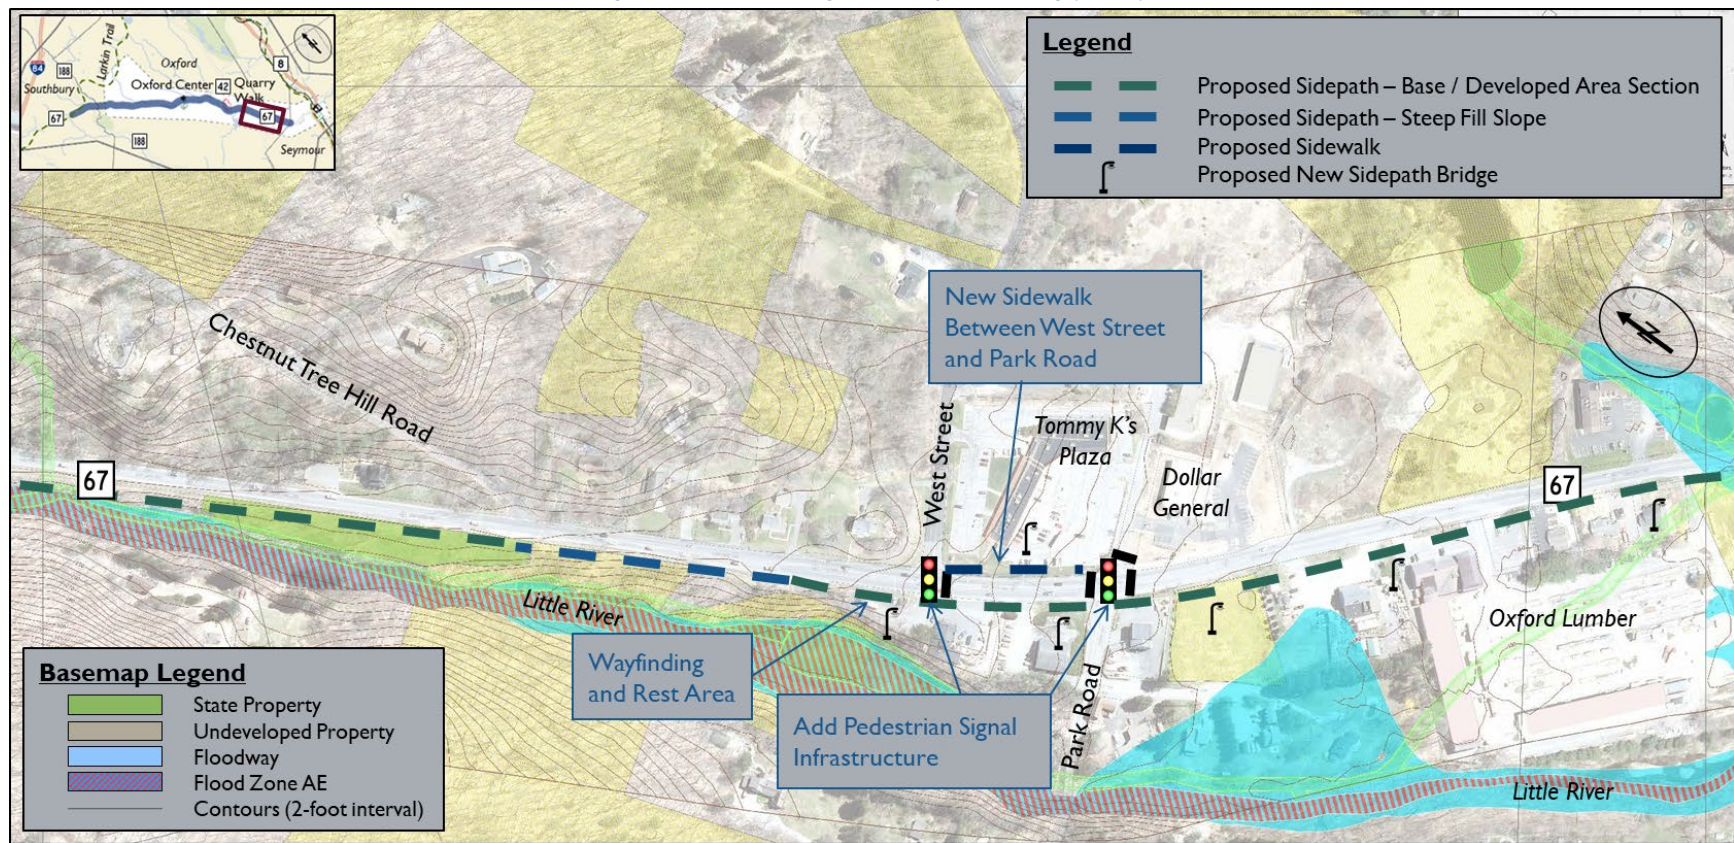 84
188
Larkin Trail
Oxford
8
Southbury
Oxford Center
42
Quarry
Walk
67
67
188
Seymour
Legend
Proposed Sidepath – Base / Developed Area Section
Proposed Sidepath – Steep Fill Slope
Proposed Sidewalk
Proposed New Sidepath Bridge
New Sidewalk
Between West Street
and Park Road
Chestnut Tree Hill Road
West Street
Tommy K's
Plaza
Dollar
General
67
67
Little River
Oxford Lumber
Wayfinding
and Rest Area
Add Pedestrian Signal
Infrastructure
Park Road
Little River
Basemap Legend
State Property
Undeveloped Property
Floodway
Flood Zone AE
Contours (2-foot interval)